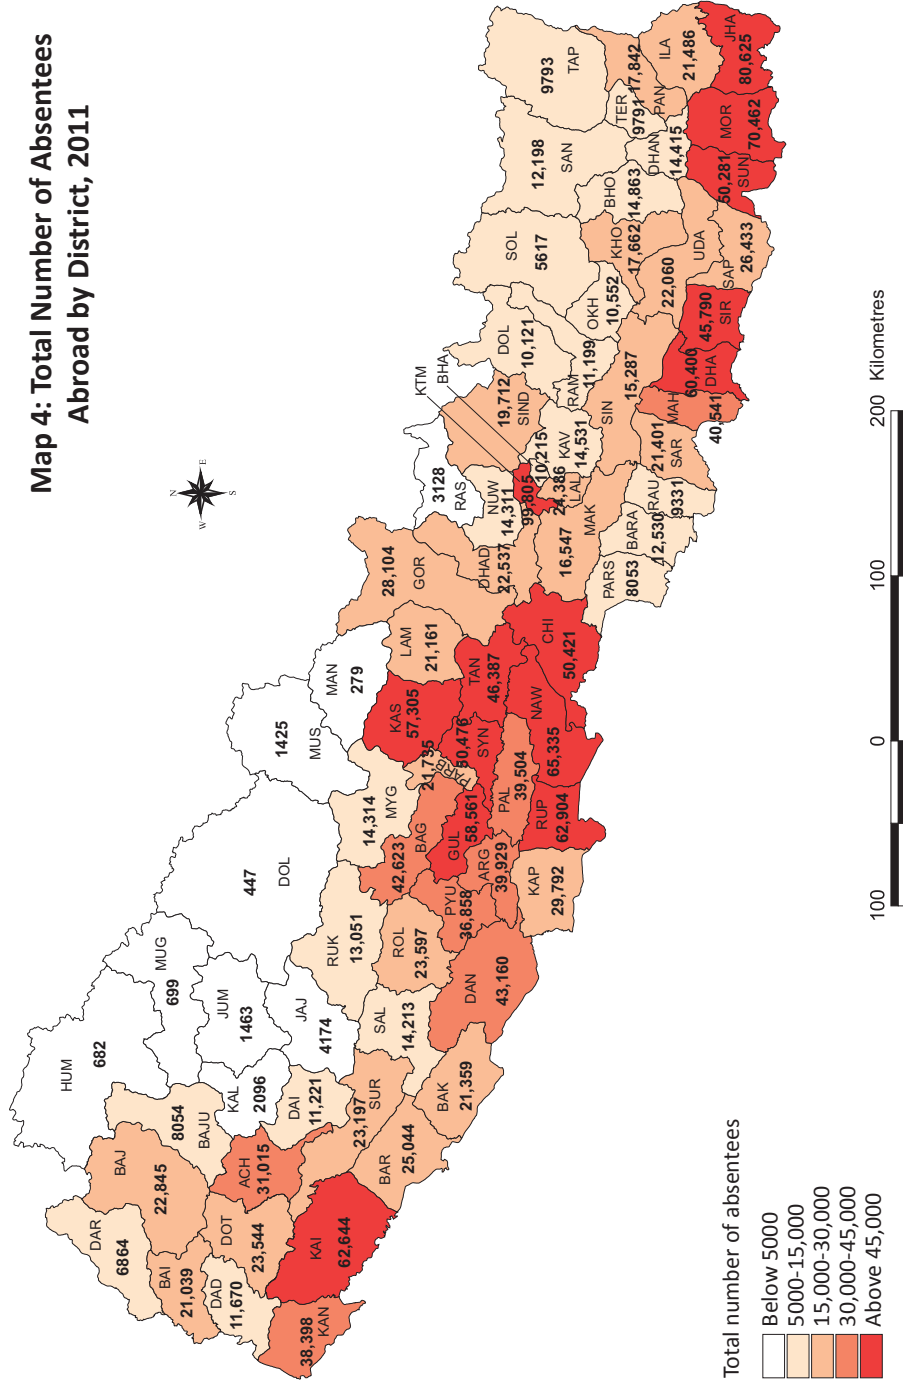 Map 4: Total Number of Absentees
Abroad by District, 2011
N
E
S
W
HUM
682
DAR
6864
BAJ
22,845
BAJU
8054
MUG
699
BAI
21,039
DAD
11,670
DOT
23,544
ACH
31,015
KAL
2096
JUM
1463
DOL
447
KAN
38,398
KAI
62,644
DAI
11,221
JAJ
4174
SUR
23,197
BAR
25,044
BAK
21,359
SAL
14,213
RUK
13,051
ROL
23,597
DAN
43,160
PYU
36,858
MYG
14,314
BAG
42,623
GUL
58,561
ARG
39,929
KAP
29,792
RUP
62,904
PAL
39,504
PARB
21,735
SYN
50,476
KAS
57,305
MUS
1425
MAN
279
LAM
21,161
TAN
46,387
NAW
65,335
CHI
50,421
GOR
28,104
DHAD
22,537
RAS
3128
NUW
14,311
KTM
BHA
99,805
10,215
LAL
24,386
MAK
16,547
PARS
8053
BARA
12,530
RAU
9331
SIND
19,712
KAV
14,531
SAR
21,401
MAH
40,541
SIN
15,287
RAM
11,199
DOL
10,121
OKH
10,552
DHA
60,400
SIR
45,790
SOL
5617
KHO
17,662
UDA
22,060
SAP
26,433
SAN
12,198
BHO
14,863
DHAN
14,415
TER
9791
TAP
9793
PAN
17,842
ILA
21,486
SUN
50,281
MOR
70,462
JHA
80,625
Total number of absentees
Below 5000
5000-15,000
15,000-30,000
30,000-45,000
Above 45,000
100
0
100
200
Kilometres